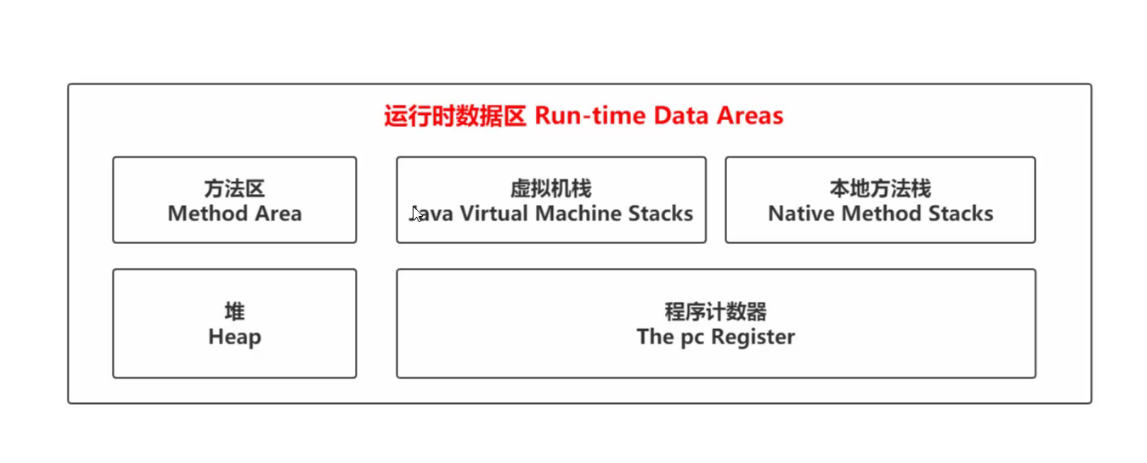 运行时数据区 Run-time Data Areas
方法区
Method Area
虚拟机栈
Java Virtual Machine Stacks
本地方法栈
Native Method Stacks
堆
Heap
程序计数器
The pc Register